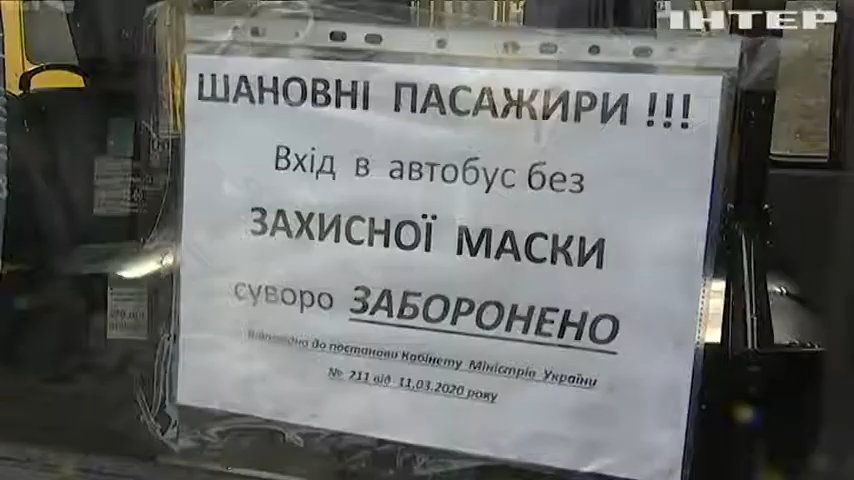 ІНТЕР
ШАНОВНІ ПАСАЖИРИ !!!
Вхід в автобус без
ЗАХИСНОЇ МАСКИ
суворо ЗАБОРОНЕНО
Відповідно до постанови Кабінету Міністрів України
№ 211 від 11.03.2020 року